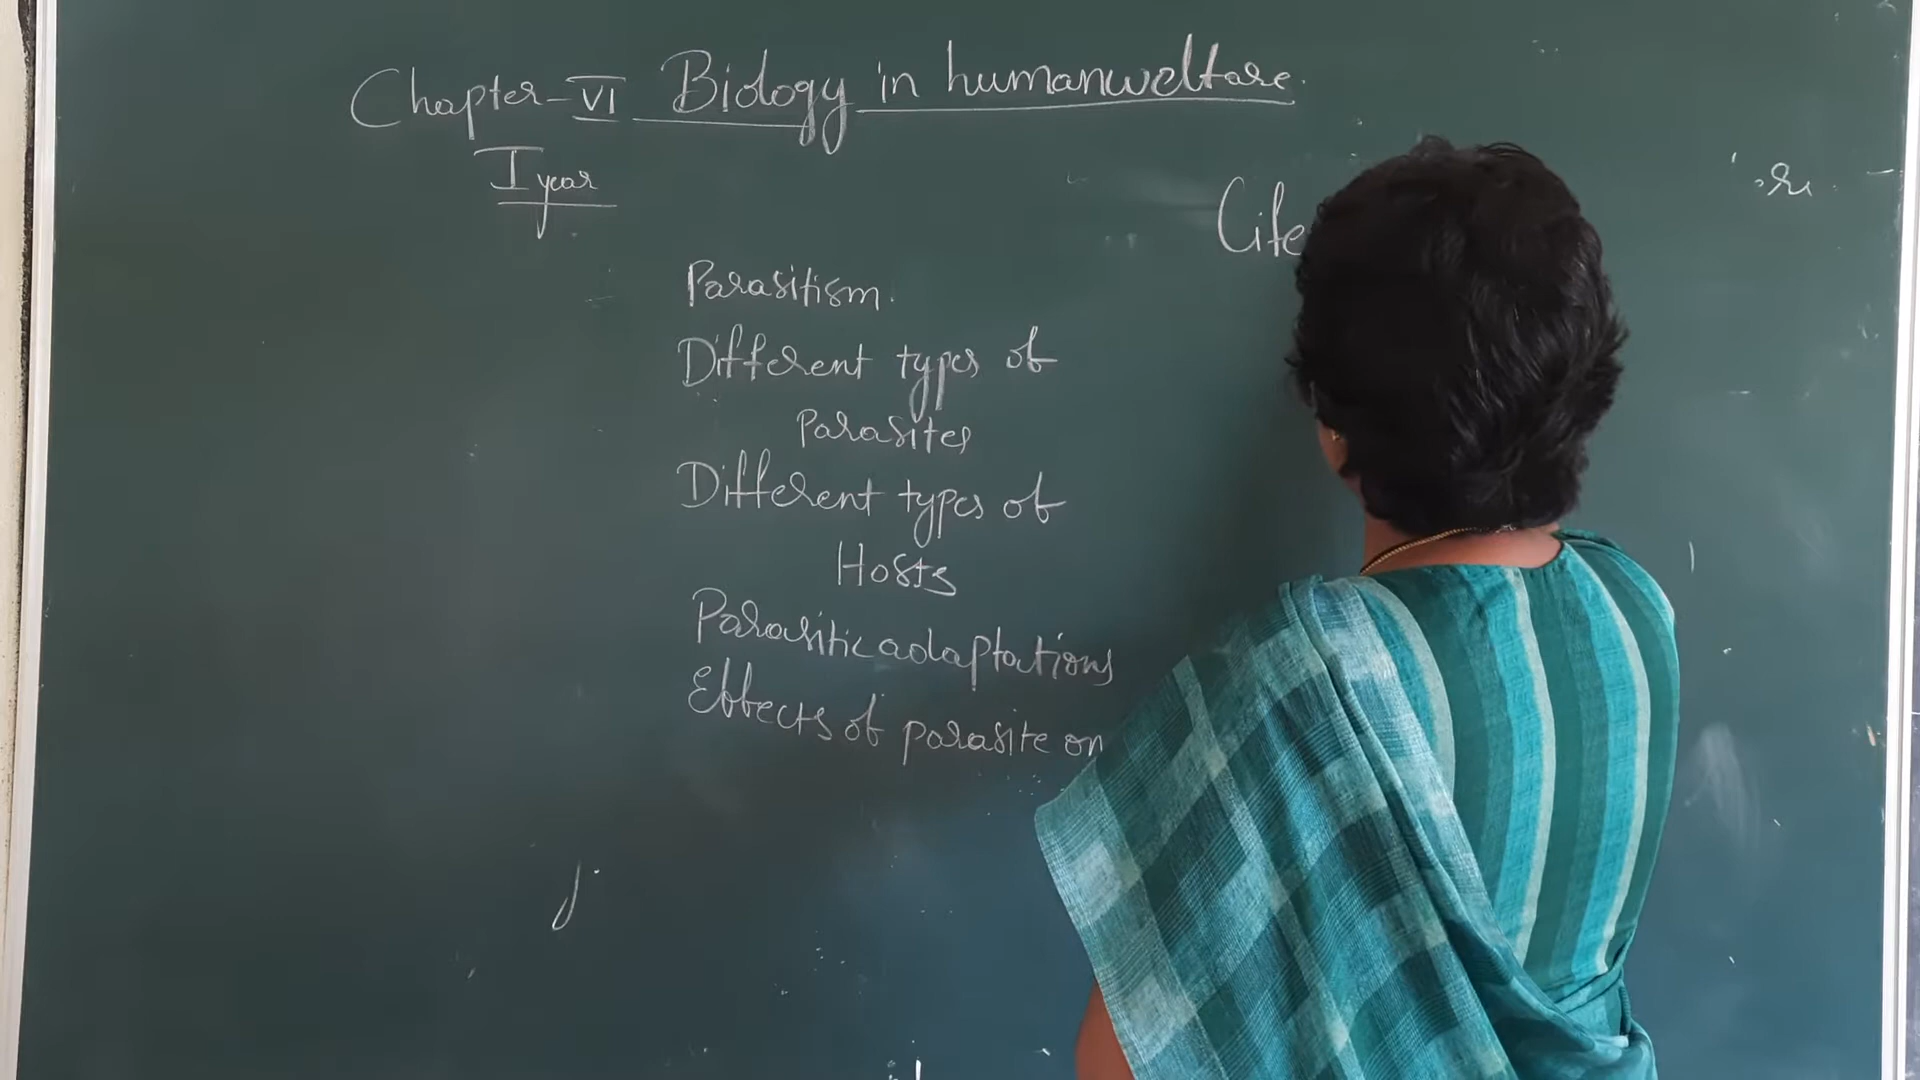 Chapter-VI Biology in humanwelfare.
I year
Parasitism.
Different types of
Parasites
Different types of
Hosts
Parasitic adaptations
Effects of parasite on